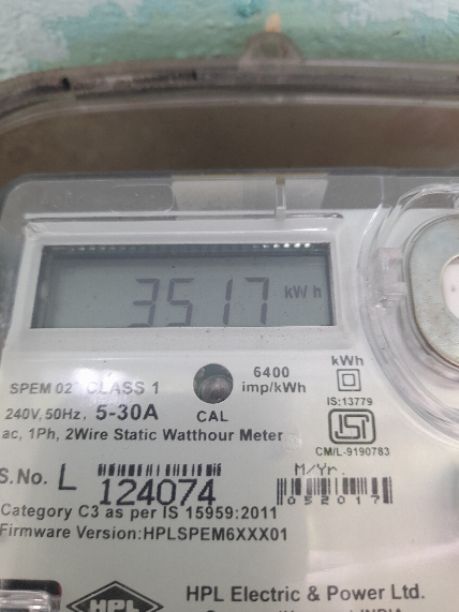 3517 kWh
6400
imp/kWh
kWh
SPEM 02 CLASS 1
240V, 50Hz. 5-30A
CAL
IS:13779
ISI
ac, 1Ph, 2Wire Static Watthour Meter
CM/L-9190783
S.No. L 124074
M/Yr.
052017
Category C3 as per IS 15959:2011
Firmware Version:HPLSPEM6XXX01
HPL
HPL Electric & Power Ltd.